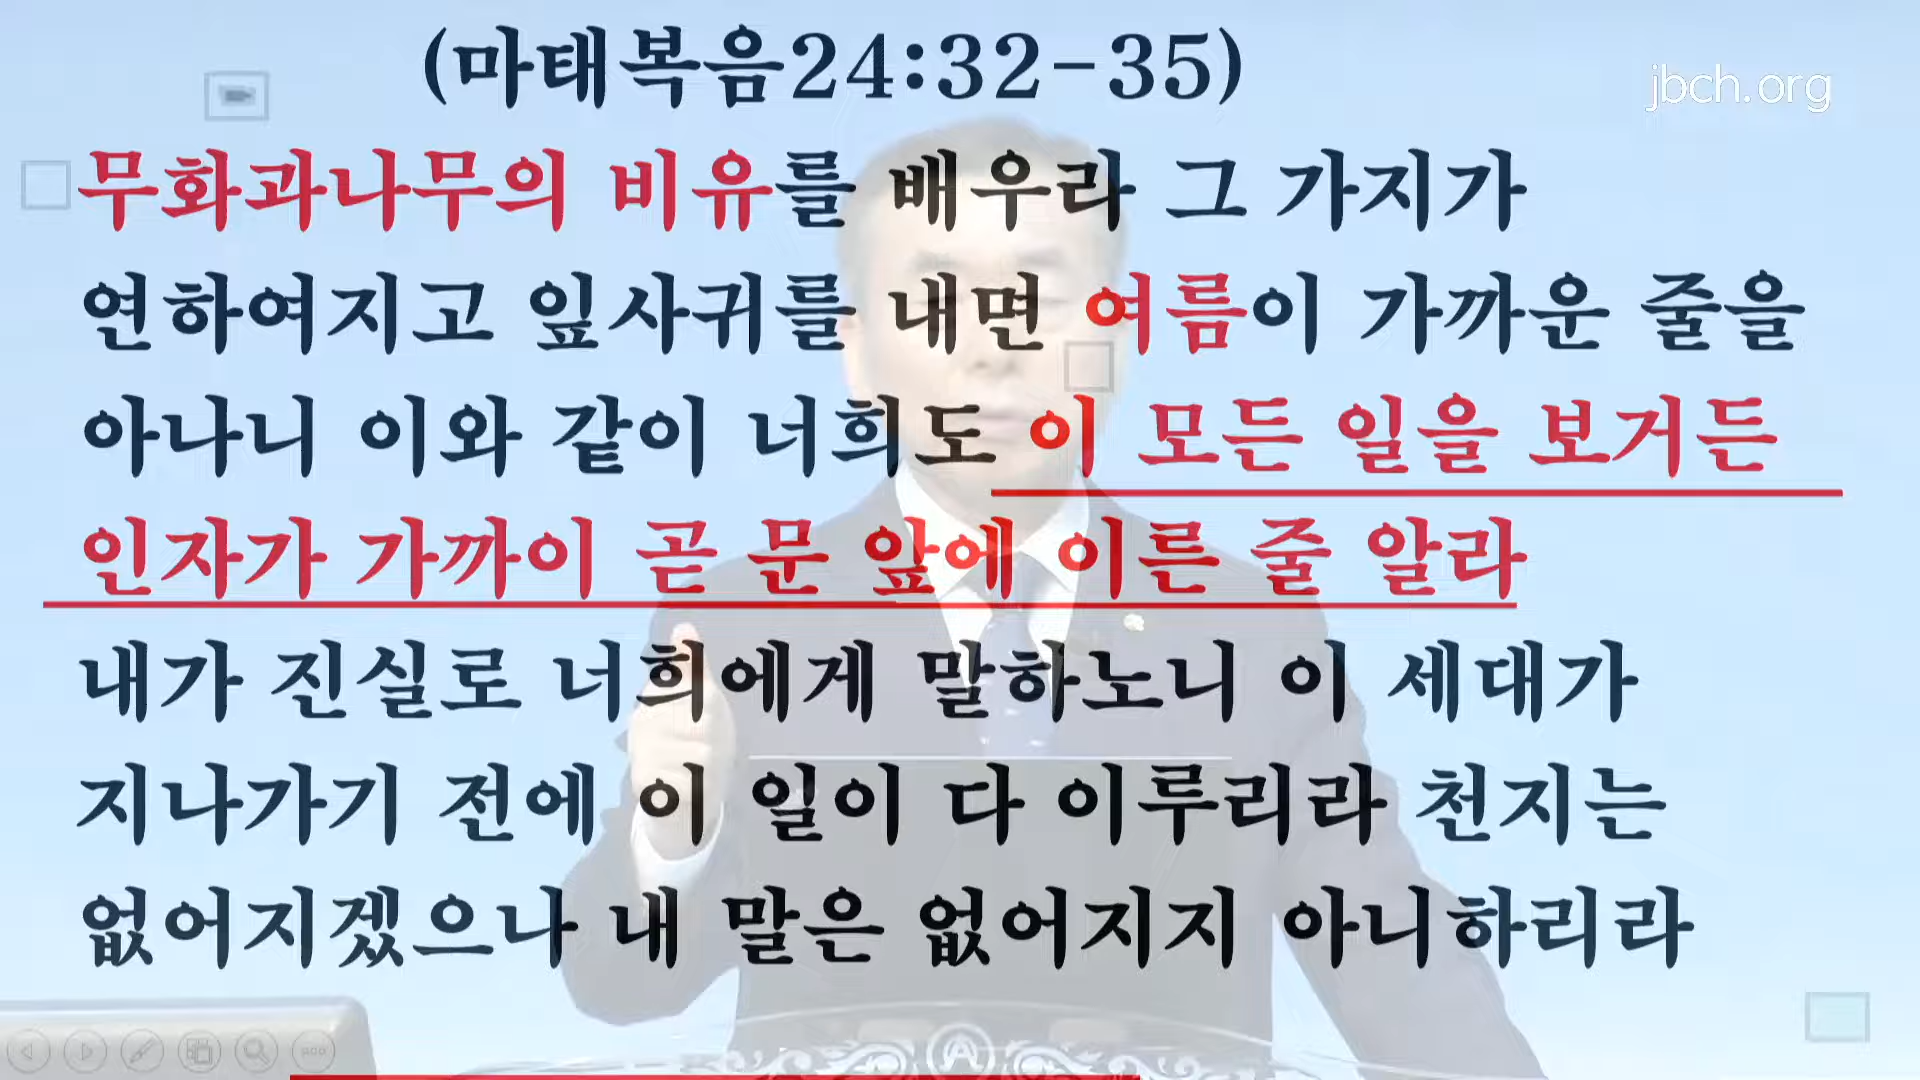 (마태복음24:32-35)
jbch.org
무화과나무의 비유를 배우라 그 가지가
연하여지고 잎사귀를 내면 여름이 가까운 줄을
아나니 이와 같이 너희도 이 모든 일을 보거든
인자가 가까이 곧 문 앞에 이른 줄 알라
내가 진실로 너희에게 말하노니 이 세대가
지나가기 전에 이 일이 다 이루리라 천지는
없어지겠으나 내 말은 없어지지 아니하리라